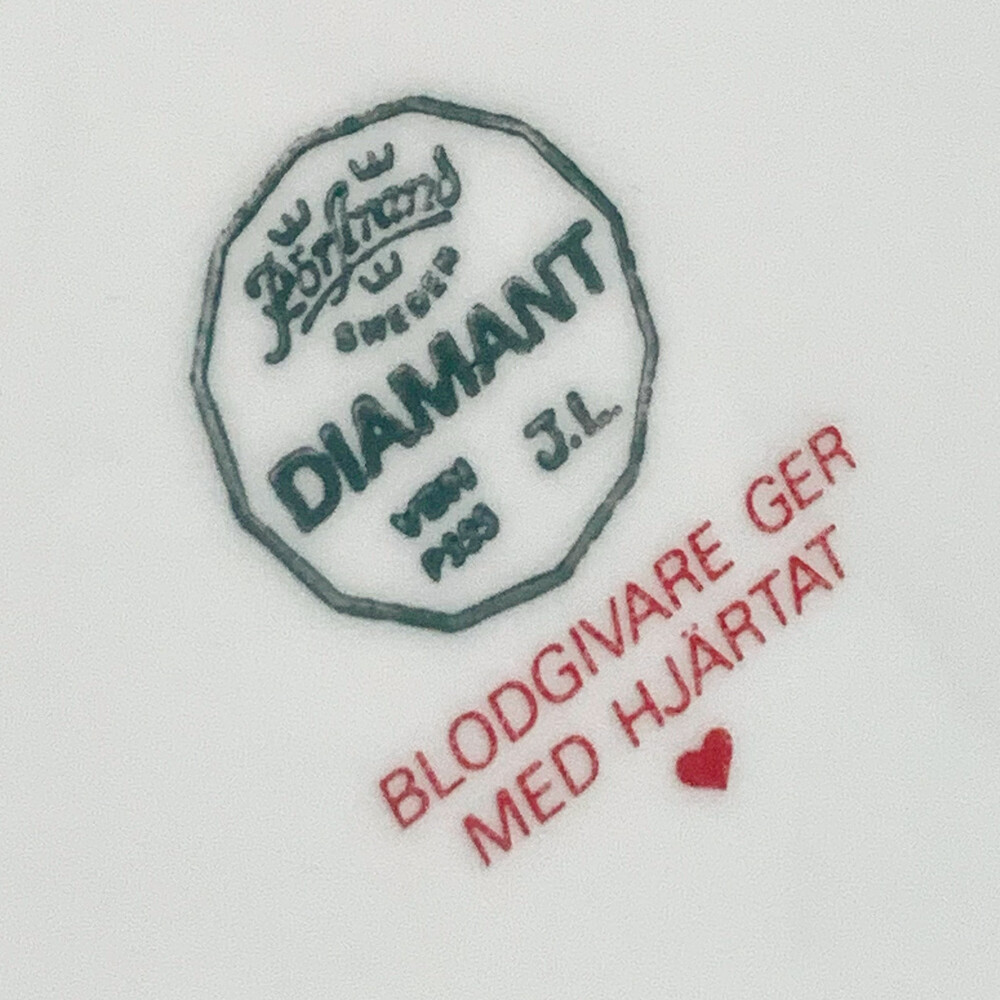 Rörstrand
SWEDEN
DIAMANT
J.L.
BLODGIVARE GER
MED HJÄRTAT